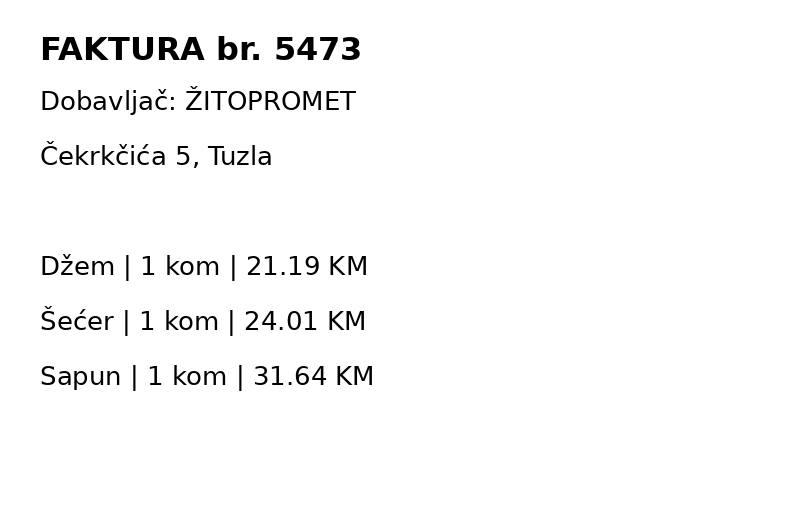 FAKTURA br. 5473
Dobavljač: ŽITOPROMET
Čekrkčića 5, Tuzla
Džem | 1 kom | 21.19 KM
Šećer | 1 kom | 24.01 KM
Sapun | 1 kom | 31.64 KM